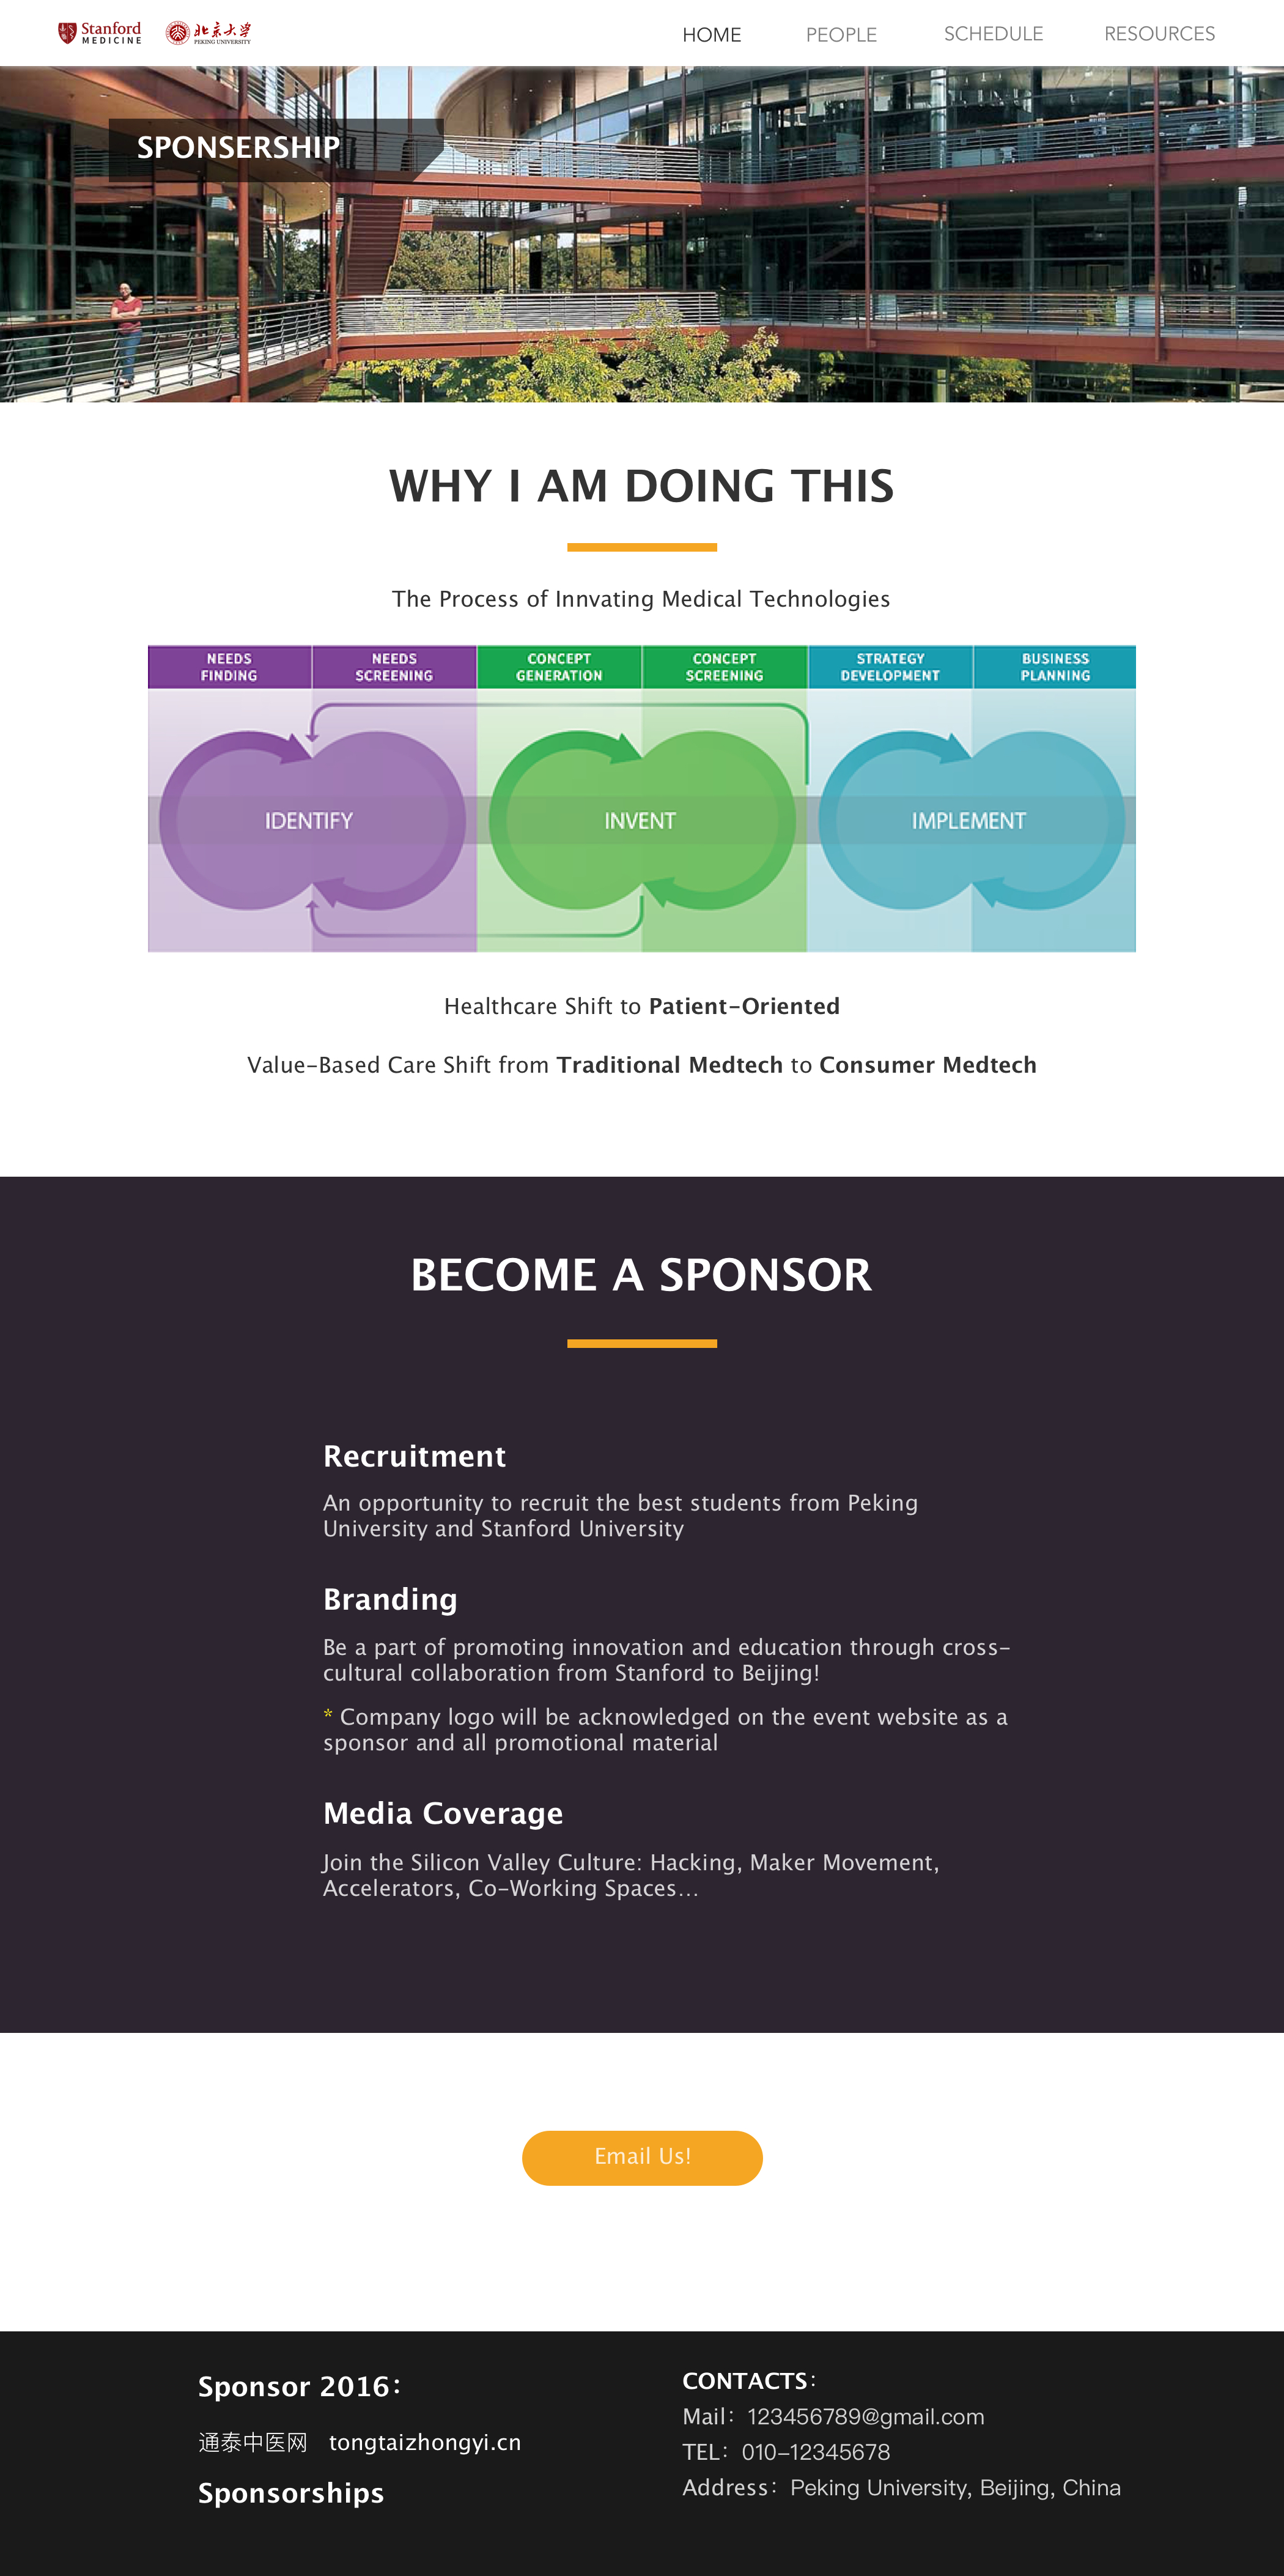 Stanford
MEDICINE
北京大学
PEKING UNIVERSITY
HOME
PEOPLE
SCHEDULE
RESOURCES
SPONSERSHIP
WHY I AM DOING THIS
The Process of Innvating Medical Technologies
NEEDS
FINDING
NEEDS
SCREENING
CONCEPT
GENERATION
CONCEPT
SCREENING
STRATEGY
DEVELOPMENT
BUSINESS
PLANNING
IDENTIFY
INVENT
IMPLEMENT
Healthcare Shift to Patient-Oriented
Value-Based Care Shift from Traditional Medtech to Consumer Medtech
BECOME A SPONSOR
Recruitment
An opportunity to recruit the best students from Peking
University and Stanford University
Branding
Be a part of promoting innovation and education through cross-
cultural collaboration from Stanford to Beijing!
* Company logo will be acknowledged on the event website as a
sponsor and all promotional material
Media Coverage
Join the Silicon Valley Culture: Hacking, Maker Movement,
Accelerators, Co-Working Spaces…
Email Us!
Sponsor 2016:
通泰中医网 tongtaizhongyi.cn
Sponsorships
CONTACTS：
Mail：123456789@gmail.com
TEL：010-12345678
Address：Peking University, Beijing, China